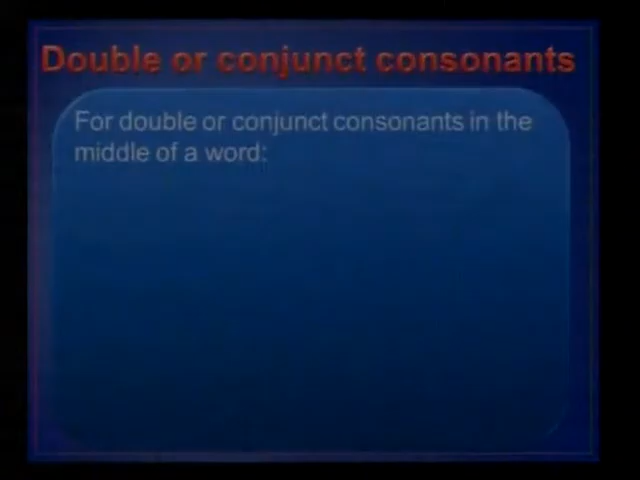 Double or conjunct consonants
For double or conjunct consonants in the
middle of a word: